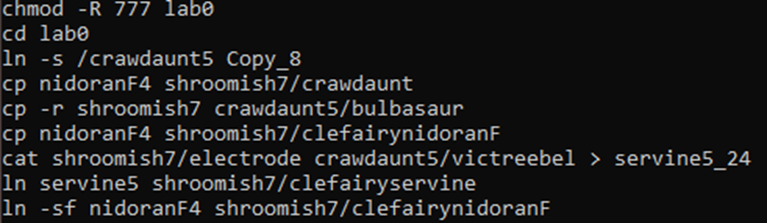 chmod -R 777 lab0
cd lab0
ln -s /crawdaunt5 Copy_8
cp nidoranF4 shroomish7/crawdaunt
cp -r shroomish7 crawdaunt5/bulbasaur
cp nidoranF4 shroomish7/clefairynidoranF
cat shroomish7/electrode crawdaunt5/victreebel > servine5_24
ln servine5 shroomish7/clefairyservine
ln -sf nidoranF4 shroomish7/clefairynidoranF